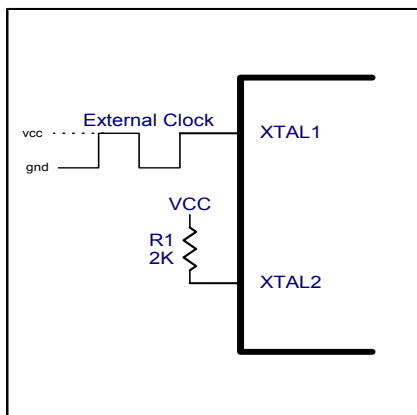 External Clock
vcc
XTAL1
gnd
VCC
R1
2K
XTAL2